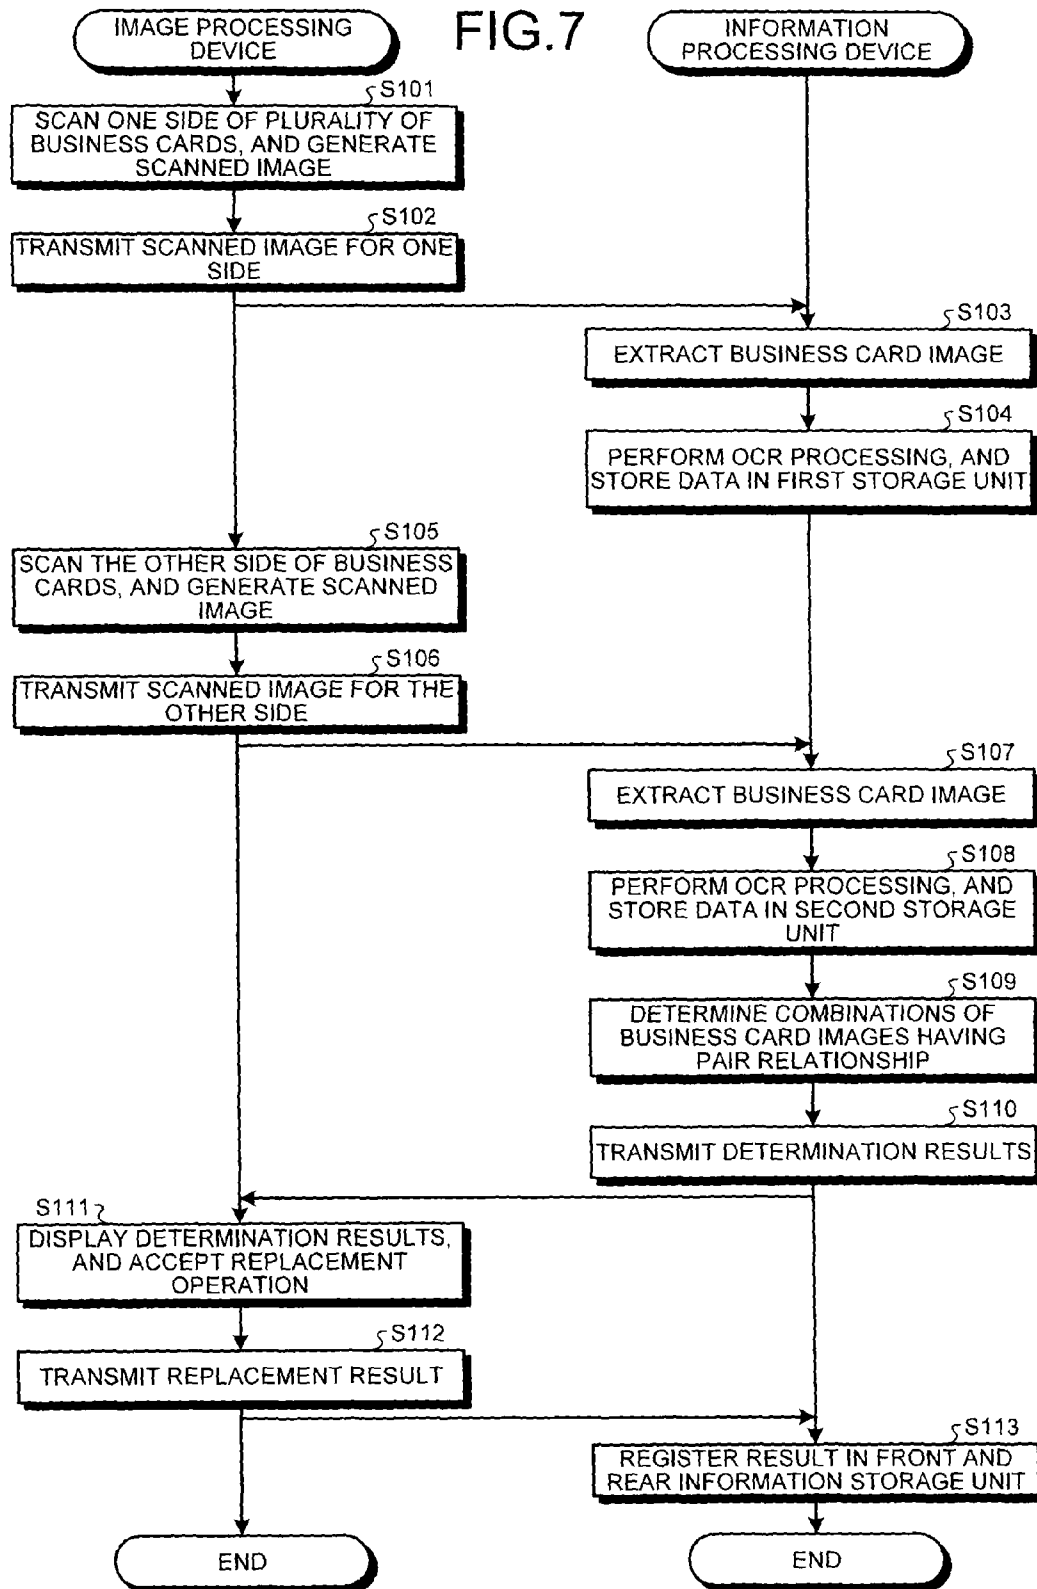 FIG.7
IMAGE PROCESSING
DEVICE
INFORMATION
PROCESSING DEVICE
S101
SCAN ONE SIDE OF PLURALITY OF
BUSINESS CARDS, AND GENERATE
SCANNED IMAGE
S102
TRANSMIT SCANNED IMAGE FOR ONE
SIDE
S103
EXTRACT BUSINESS CARD IMAGE
S104
PERFORM OCR PROCESSING, AND
STORE DATA IN FIRST STORAGE UNIT
S105
SCAN THE OTHER SIDE OF BUSINESS
CARDS, AND GENERATE SCANNED
IMAGE
S106
TRANSMIT SCANNED IMAGE FOR THE
OTHER SIDE
S107
EXTRACT BUSINESS CARD IMAGE
S108
PERFORM OCR PROCESSING, AND
STORE DATA IN SECOND STORAGE
UNIT
S109
DETERMINE COMBINATIONS OF
BUSINESS CARD IMAGES HAVING
PAIR RELATIONSHIP
S110
TRANSMIT DETERMINATION RESULTS
S111
DISPLAY DETERMINATION RESULTS,
AND ACCEPT REPLACEMENT
OPERATION
S112
TRANSMIT REPLACEMENT RESULT
S113
REGISTER RESULT IN FRONT AND
REAR INFORMATION STORAGE UNIT
END
END